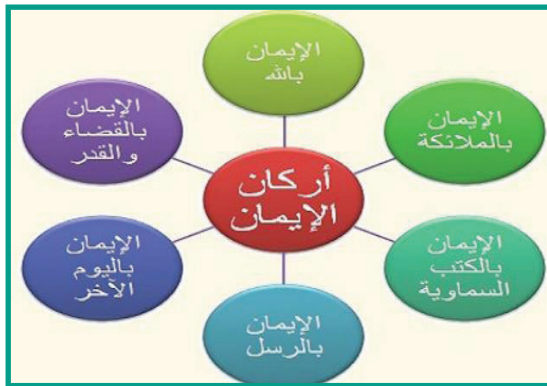 أركان
الإيمان
الإيمان
بالله
الإيمان
بالملائكة
الإيمان
بالكتب
السماوية
الإيمان
بالرسل
الإيمان
باليوم
الآخر
الإيمان
بالقضاء
والقدر